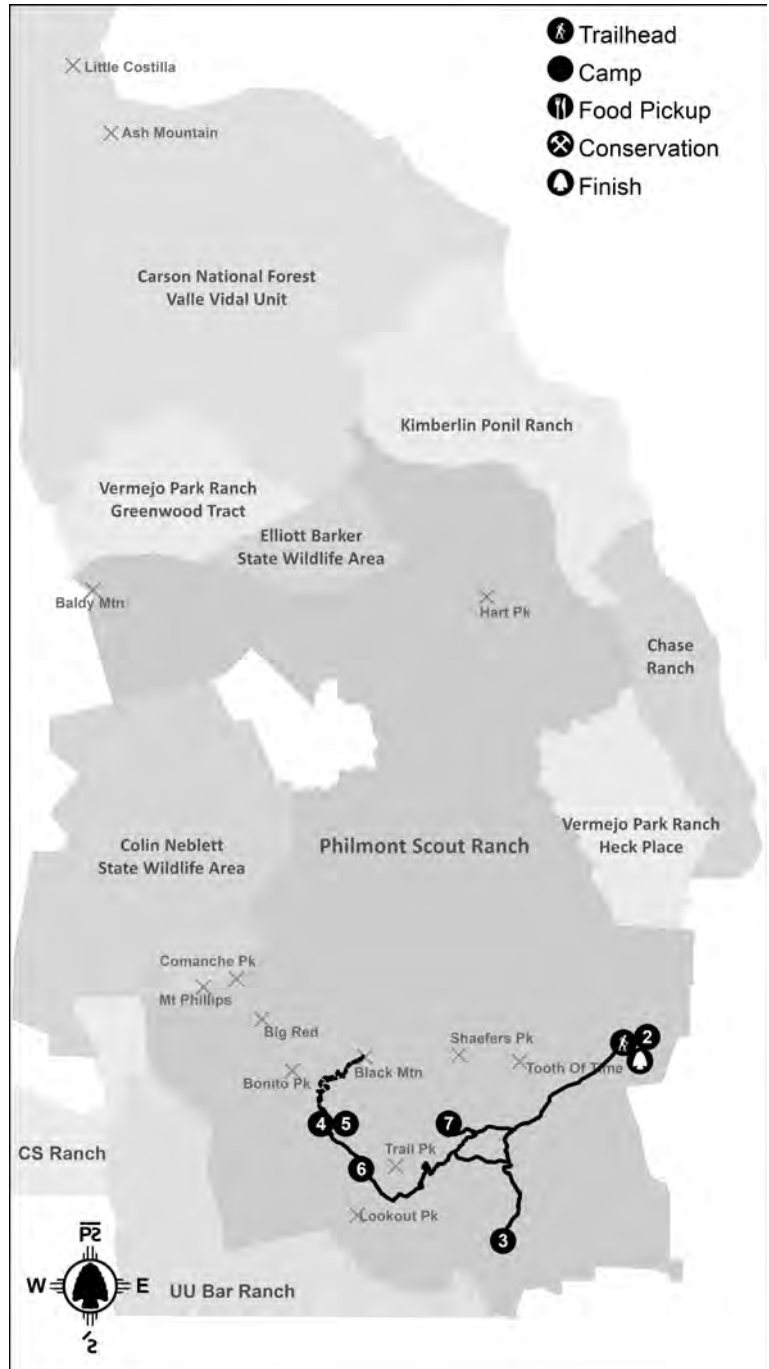 Trailhead
Camp
Food Pickup
Conservation
Finish
Little Costilla
Ash Mountain
Carson National Forest
Valle Vidal Unit
Kimberlin Ponil Ranch
Vermejo Park Ranch
Greenwood Tract
Elliott Barker
State Wildlife Area
Baldy Mtn
Hart Pk
Chase
Ranch
Colin Neblett
State Wildlife Area
Philmont Scout Ranch
Vermejo Park Ranch
Heck Place
Comanche Pk
Mt Phillips
Big Red
Bonito Pk
Black Mtn
Shaefers Pk
Tooth Of Time
2
4
5
7
6
Trail Pk
Lookout Pk
3
CS Ranch
W
E
UU Bar Ranch